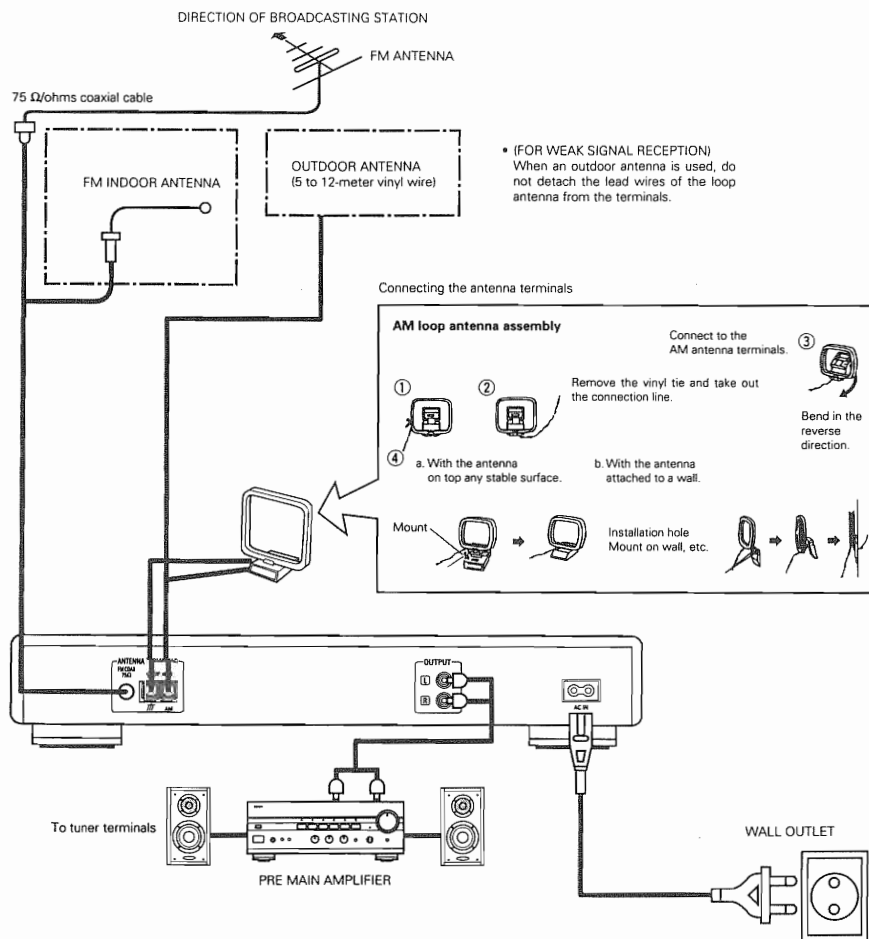 DIRECTION OF BROADCASTING STATION
FM ANTENNA
75 Ω/ohms coaxial cable
FM INDOOR ANTENNA
OUTDOOR ANTENNA
(5 to 12-meter vinyl wire)
• (FOR WEAK SIGNAL RECEPTION)
When an outdoor antenna is used, do
not detach the lead wires of the loop
antenna from the terminals.
Connecting the antenna terminals
AM loop antenna assembly
Connect to the
AM antenna terminals.
③
①
②
Remove the vinyl tie and take out
the connection line.
Bend in the
reverse
direction.
④
a. With the antenna
on top any stable surface.
b. With the antenna
attached to a wall.
Mount
Installation hole
Mount on wall, etc.
ANTENNA
FM COAX
75Ω
AM
OUTPUT
L
R
AC IN
To tuner terminals
PRE MAIN AMPLIFIER
WALL OUTLET